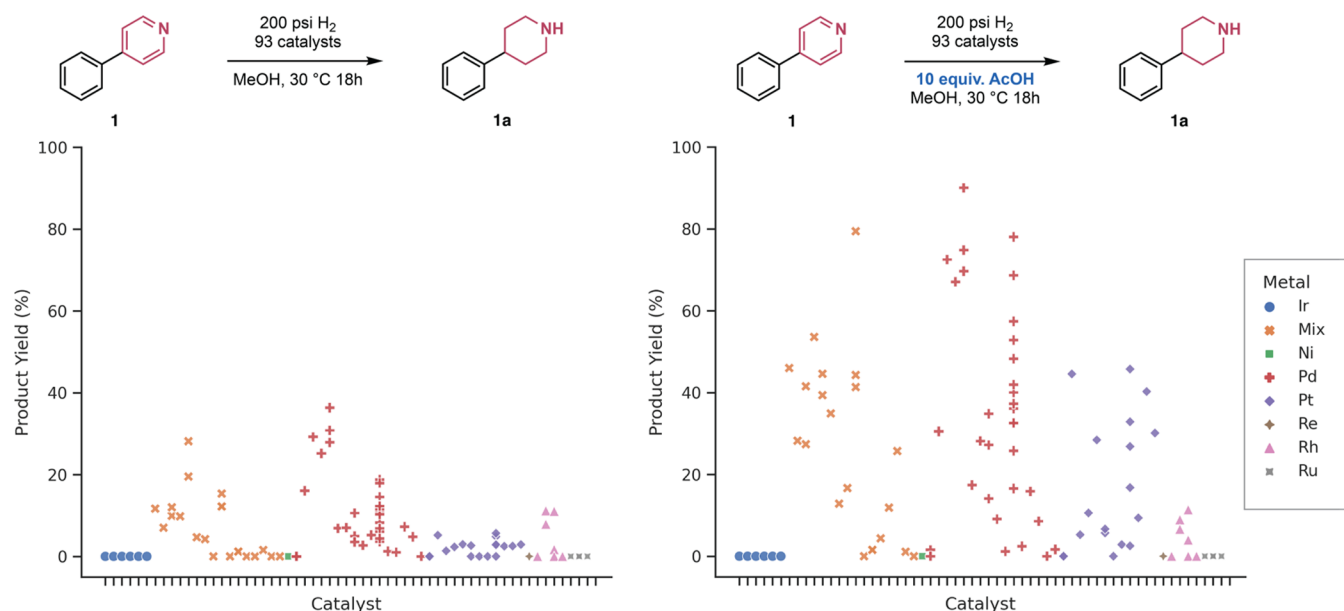 200 psi H2
93 catalysts
MeOH, 30 °C 18h
N
1
NH
1a
200 psi H2
93 catalysts
10 equiv. AcOH
MeOH, 30 °C 18h
N
1
NH
1a
Product Yield (%)
100
80
60
40
20
0
Catalyst
Product Yield (%)
100
80
60
40
20
0
Catalyst
Metal
Ir
Mix
Ni
Pd
Pt
Re
Rh
Ru